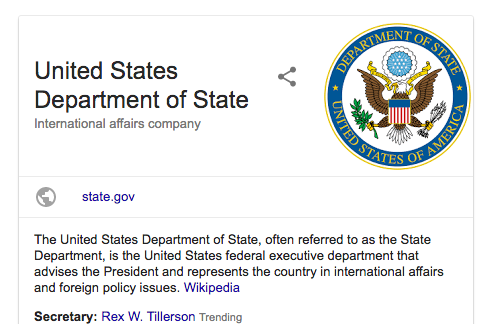 United States
Department of State
International affairs company
DEPARTMENT OF STATE
UNITED STATES OF AMERICA
state.gov
The United States Department of State, often referred to as the State
Department, is the United States federal executive department that
advises the President and represents the country in international affairs
and foreign policy issues. Wikipedia
Secretary: Rex W. Tillerson Trending